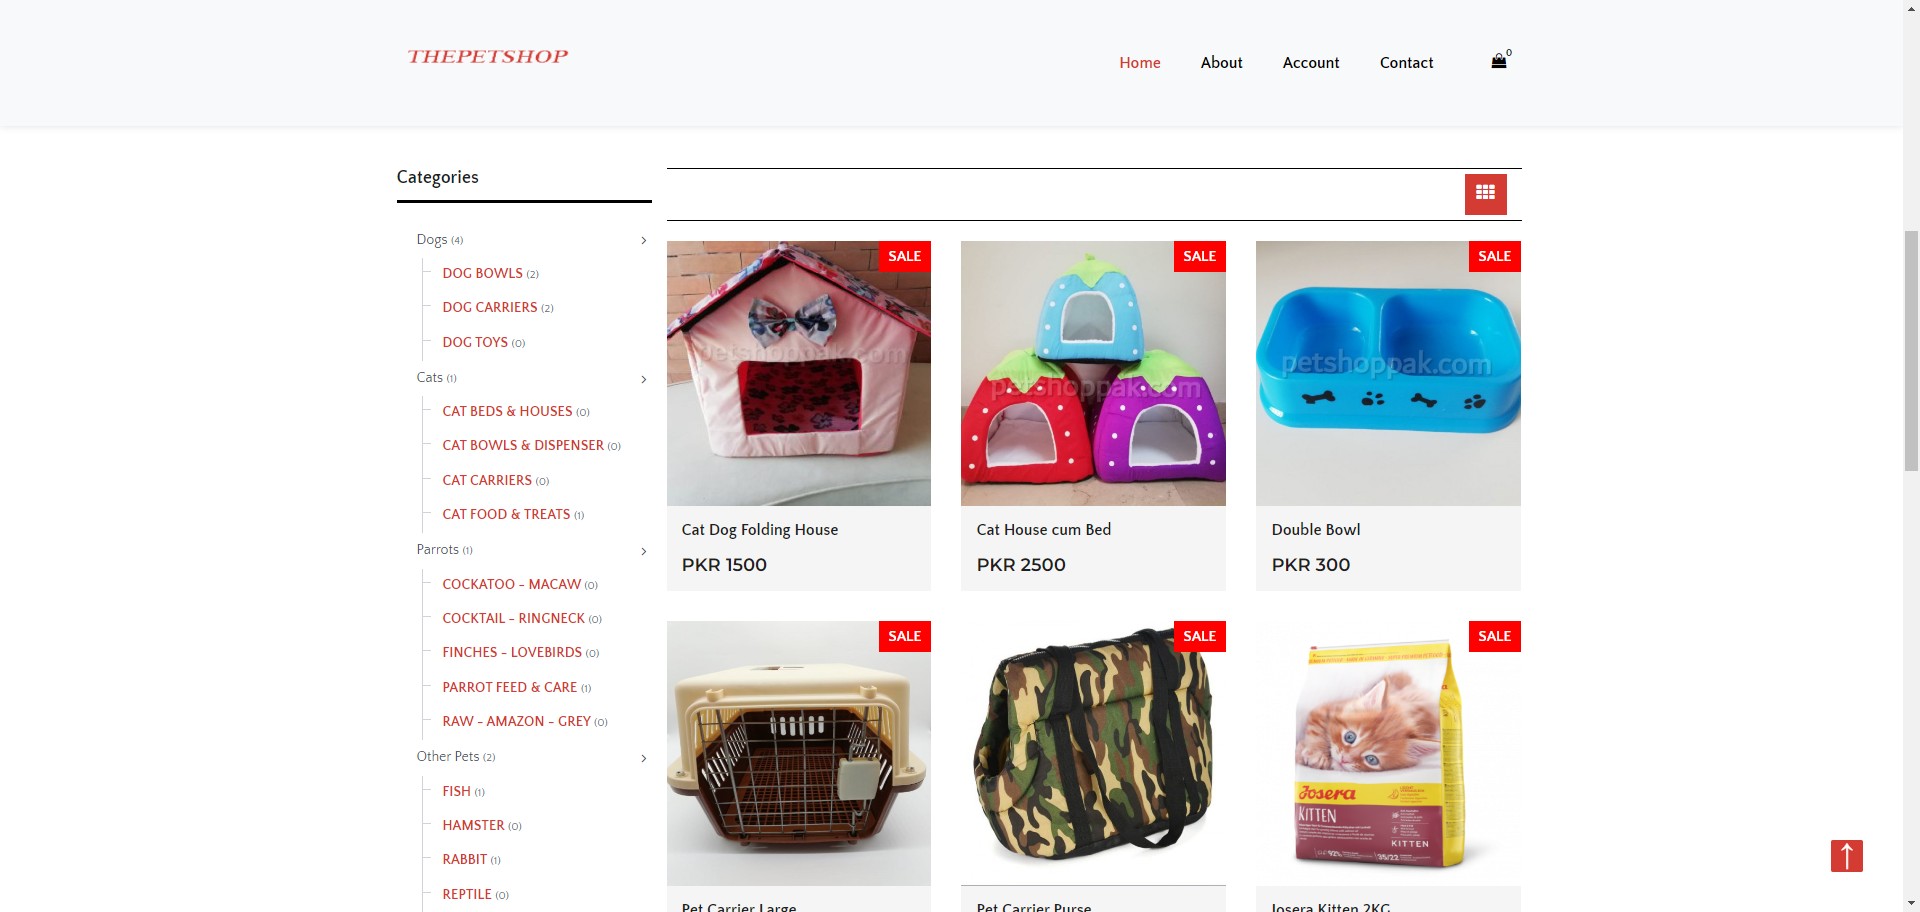 THEPETSHOP
Home
About
Account
Contact
0
Categories
Dogs (4)
DOG BOWLS (2)
DOG CARRIERS (2)
DOG TOYS (0)
Cats (1)
CAT BEDS & HOUSES (0)
CAT BOWLS & DISPENSER (0)
CAT CARRIERS (0)
CAT FOOD & TREATS (1)
Parrots (1)
COCKATOO - MACAW (0)
COCKTAIL - RINGNECK (0)
FINCHES - LOVEBIRDS (0)
PARROT FEED & CARE (1)
RAW - AMAZON - GREY (0)
Other Pets (2)
FISH (1)
HAMSTER (0)
RABBIT (1)
REPTILE (0)
SALE
petshoppak.com
Cat Dog Folding House
PKR 1500
SALE
petshoppak.com
Cat House cum Bed
PKR 2500
SALE
petshoppak.com
Double Bowl
PKR 300
SALE
Pet Carrier Large
SALE
Pet Carrier Purse
SALE
Josera
KITTEN
KITTEN
Josera Kitten 2KG